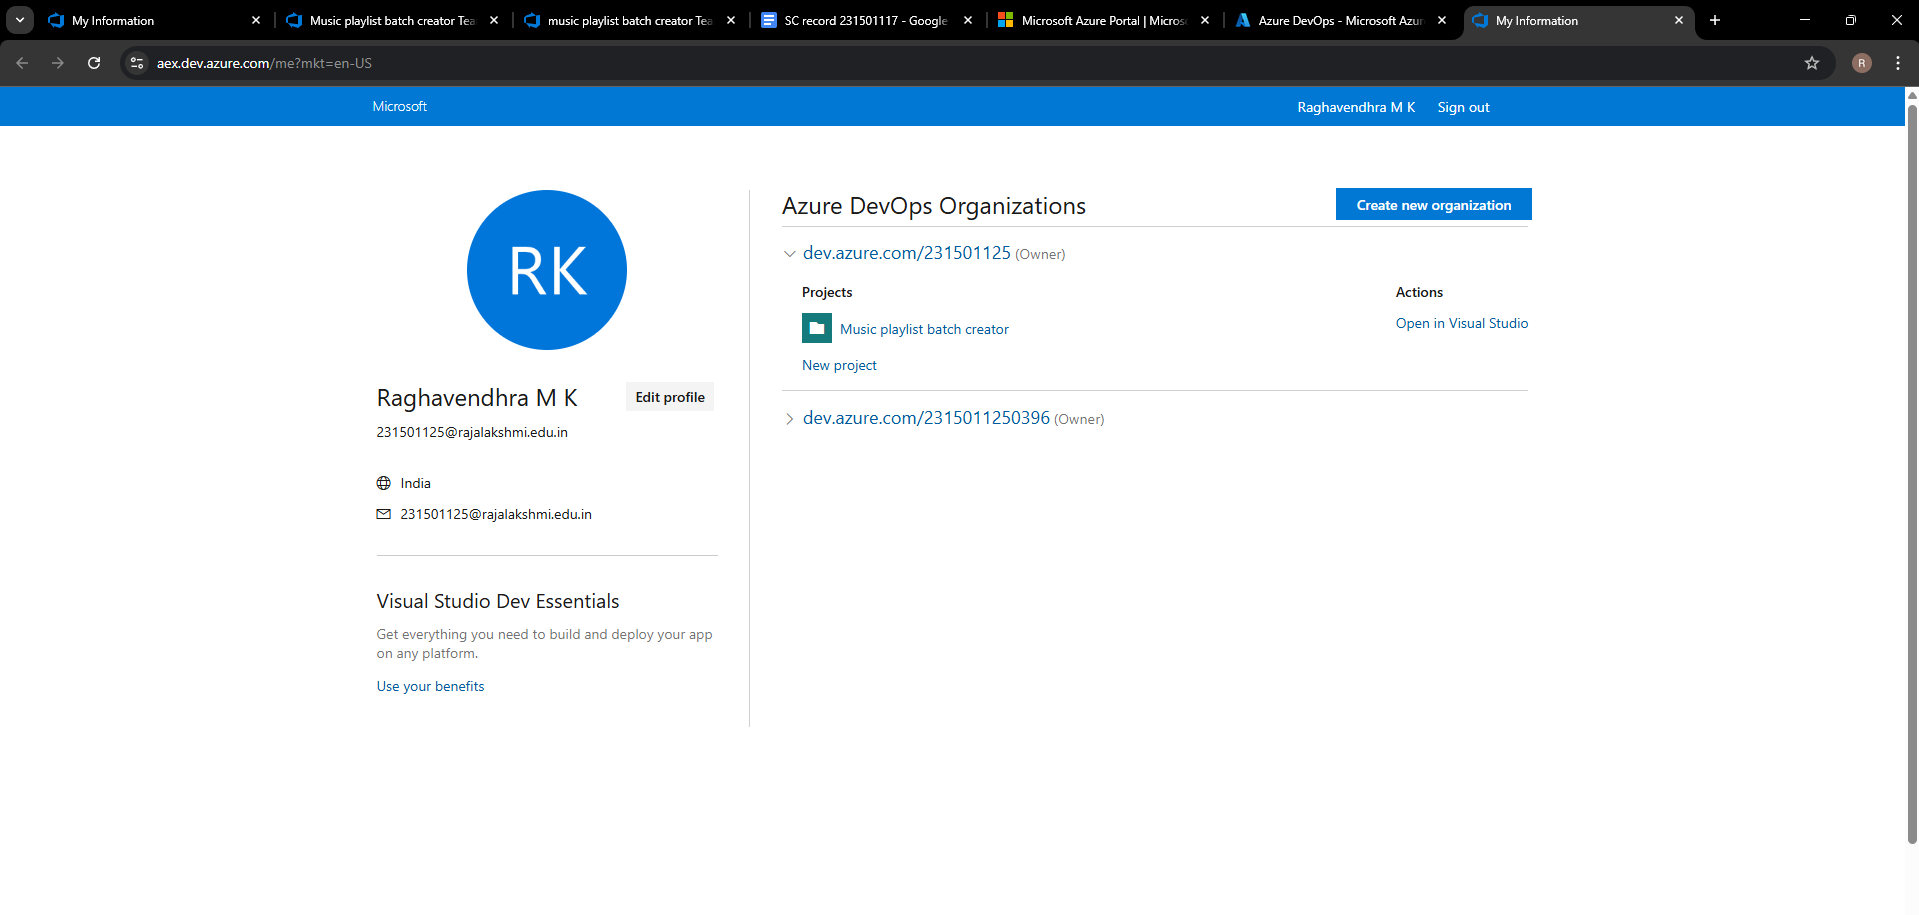 My Information
Music playlist batch creator Tea
music playlist batch creator Tea
SC record 231501117 - Google
Microsoft Azure Portal | Micros
Azure DevOps - Microsoft Azur
My Information
aex.dev.azure.com/me?mkt=en-US
R
Microsoft
Raghavendhra M K
Sign out
RK
Raghavendhra M K
Edit profile
231501125@rajalakshmi.edu.in
India
231501125@rajalakshmi.edu.in
Visual Studio Dev Essentials
Get everything you need to build and deploy your app
on any platform.
Use your benefits
Azure DevOps Organizations
Create new organization
dev.azure.com/231501125 (Owner)
Projects
Actions
Music playlist batch creator
Open in Visual Studio
New project
dev.azure.com/2315011250396 (Owner)